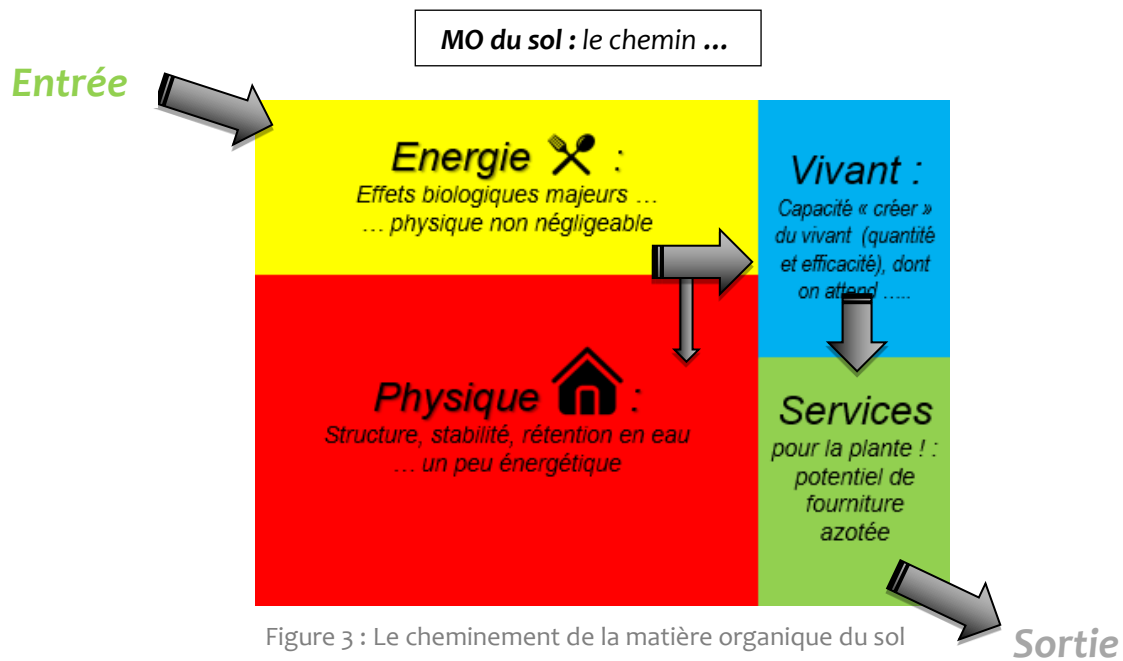 MO du sol : le chemin ...
Entrée
Energie :
Effets biologiques majeurs ...
... physique non négligeable
Vivant :
Capacité « créer »
du vivant (quantité
et efficacité), dont
on attend .....
Physique :
Structure, stabilité, rétention en eau
... un peu énergétique
Services
pour la plante ! :
potentiel de
fourniture
azotée
Figure 3 : Le cheminement de la matière organique du sol
Sortie